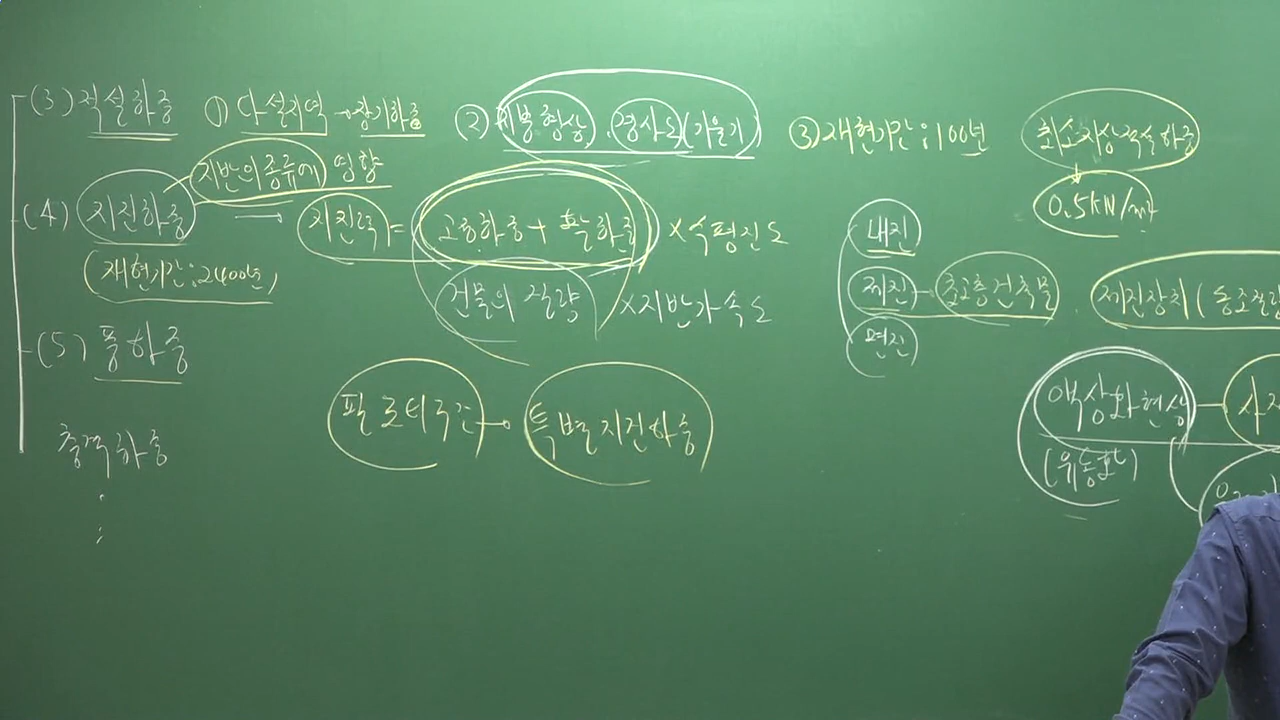 (3) 적설하중 ① 다설지역 → 장기하중 ② 지붕형상, 경사도(기울기) ③ 재현기간 : 100년 최소지상적설하중
↓
0.5kN/m²
지반의 종류에 영향
(4) 지진하중 → 지진력 = 고정하중 + 활하중 × 수평진도
(재현기간:2400년)
건물의 질량 × 지반가속도
내진
제진 - 초고층건축물 제진장치(동조질량
면진
(5) 풍하중
필로티구조 → 특별지진하중
액상화현상 -
(유동화)
충격하중
: